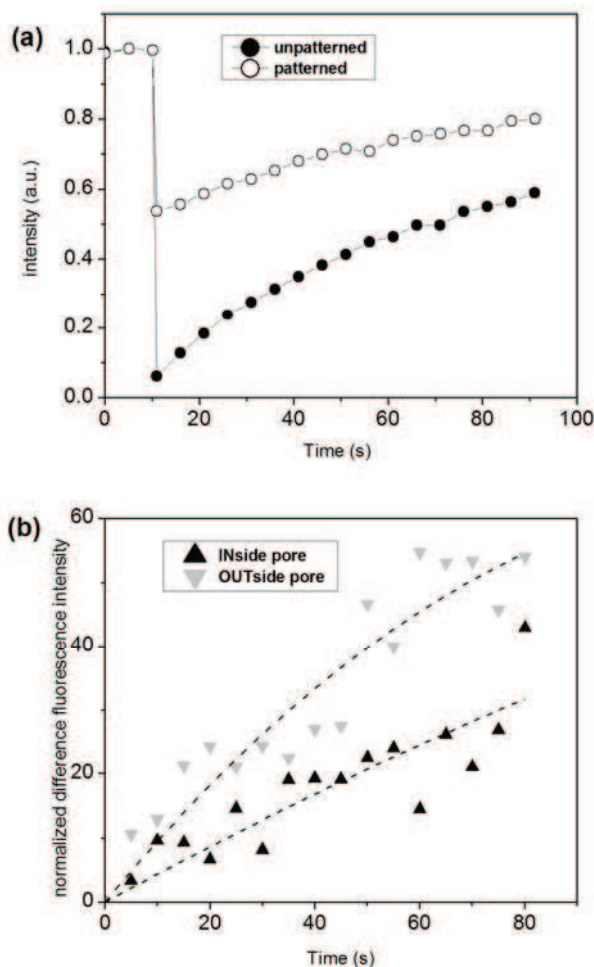 (a)
unpatterned
patterned
intensity (a.u.)
1.0
0.8
0.6
0.4
0.2
0.0
0 20 40 60 80 100
Time (s)
(b)
INside pore
OUTside pore
normalized difference fluorescence intensity
60
40
20
0
0 20 40 60 80
Time (s)